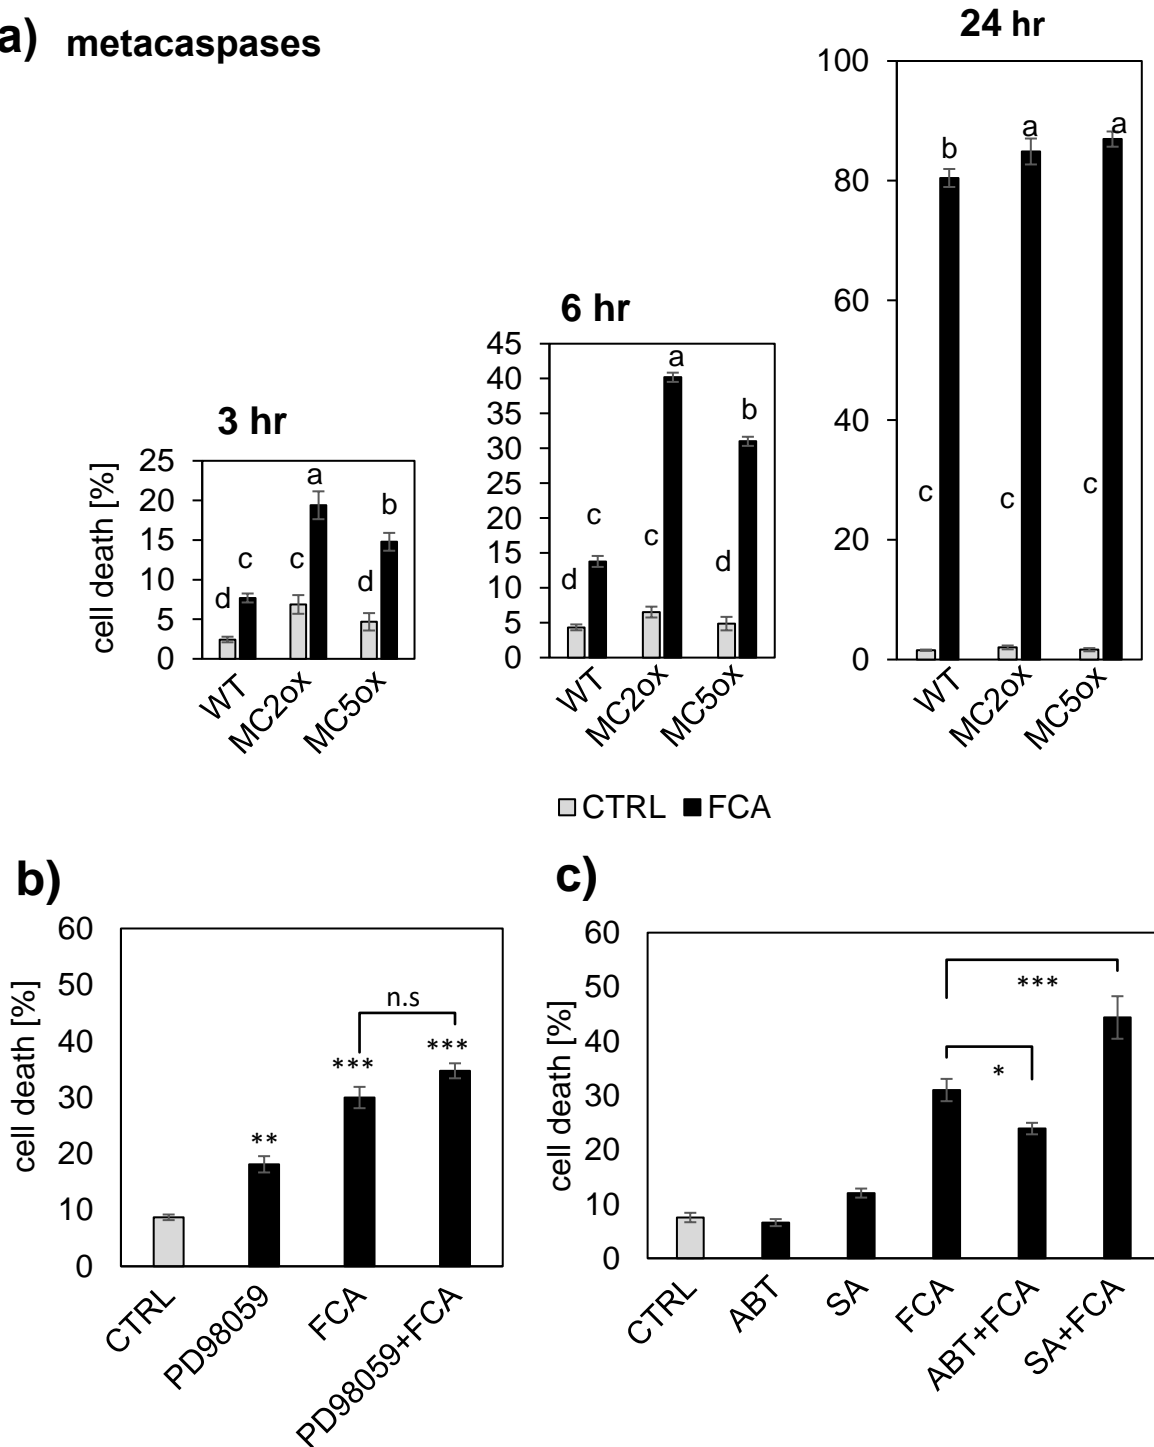 a) metacaspases
3 hr
cell death [%]
25
20
15
10
5
0
d
c
c
a
d
b
WT
MC2ox
MC5ox
6 hr
45
40
35
30
25
20
15
10
5
0
d
c
c
a
d
b
WT
MC2ox
MC5ox
24 hr
100
80
60
40
20
0
c
b
c
a
c
a
WT
MC2ox
MC5ox
CTRL FCA
b)
cell death [%]
60
50
40
30
20
10
0
**
***
n.s
***
CTRL
PD98059
FCA
PD98059+FCA
c)
cell death [%]
60
50
40
30
20
10
0
***
*
CTRL
ABT
SA
FCA
ABT+FCA
SA+FCA